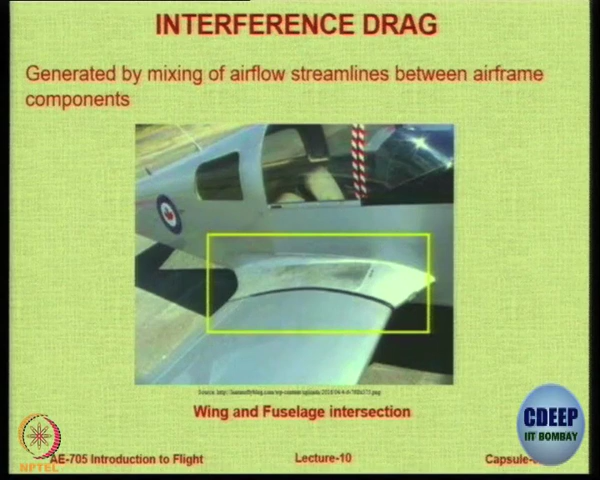 INTERFERENCE DRAG
Generated by mixing of airflow streamlines between airframe
components
Wing and Fuselage intersection
CDEEP
IIT BOMBAY
NPTEL
AE-705 Introduction to Flight
Lecture-10